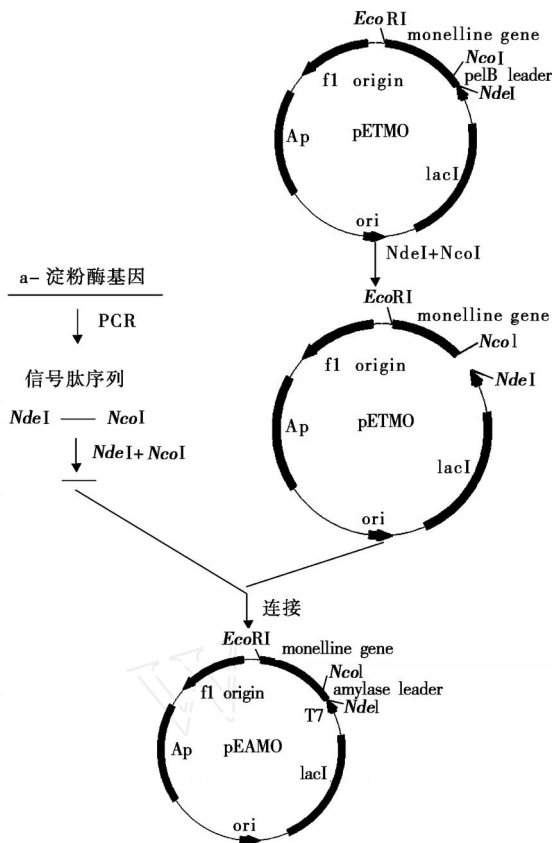 EcoRI
monelline gene
NcoI
pelB leader
NdeI
f1 origin
Ap
pETMO
lacI
ori
NdeI+NcoI
a-淀粉酶基因
PCR
信号肽序列
NdeI — NcoI
NdeI+NcoI
EcoRI
monelline gene
NcoI
NdeI
f1 origin
Ap
pETMO
lacI
ori
连接
EcoRI
monelline gene
NcoI
amylase leader
NdeI
T7
f1 origin
Ap
pEAMO
lacI
ori